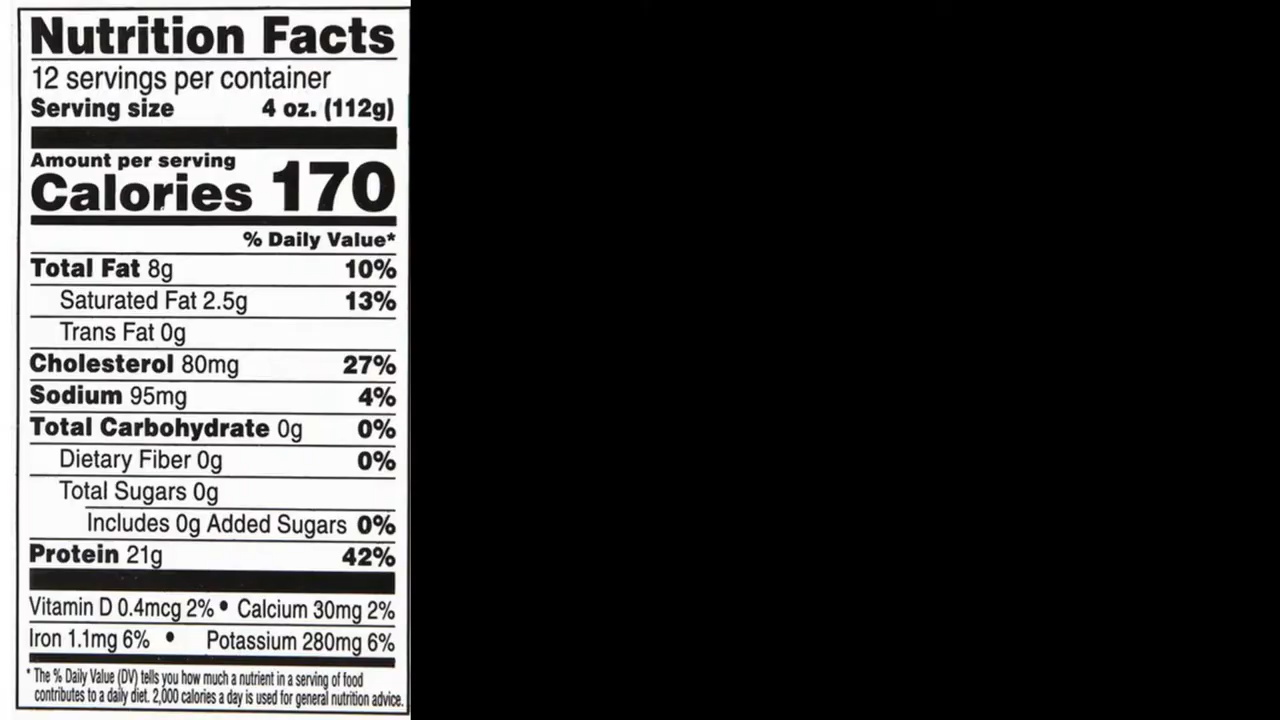 Nutrition Facts
12 servings per container
Serving size 4 oz. (112g)
Amount per serving
Calories 170
% Daily Value*
Total Fat 8g 10%
Saturated Fat 2.5g 13%
Trans Fat 0g
Cholesterol 80mg 27%
Sodium 95mg 4%
Total Carbohydrate 0g 0%
Dietary Fiber 0g 0%
Total Sugars 0g
Includes 0g Added Sugars 0%
Protein 21g 42%
Vitamin D 0.4mcg 2% • Calcium 30mg 2%
Iron 1.1mg 6% • Potassium 280mg 6%
* The % Daily Value (DV) tells you how much a nutrient in a serving of food
contributes to a daily diet. 2,000 calories a day is used for general nutrition advice.